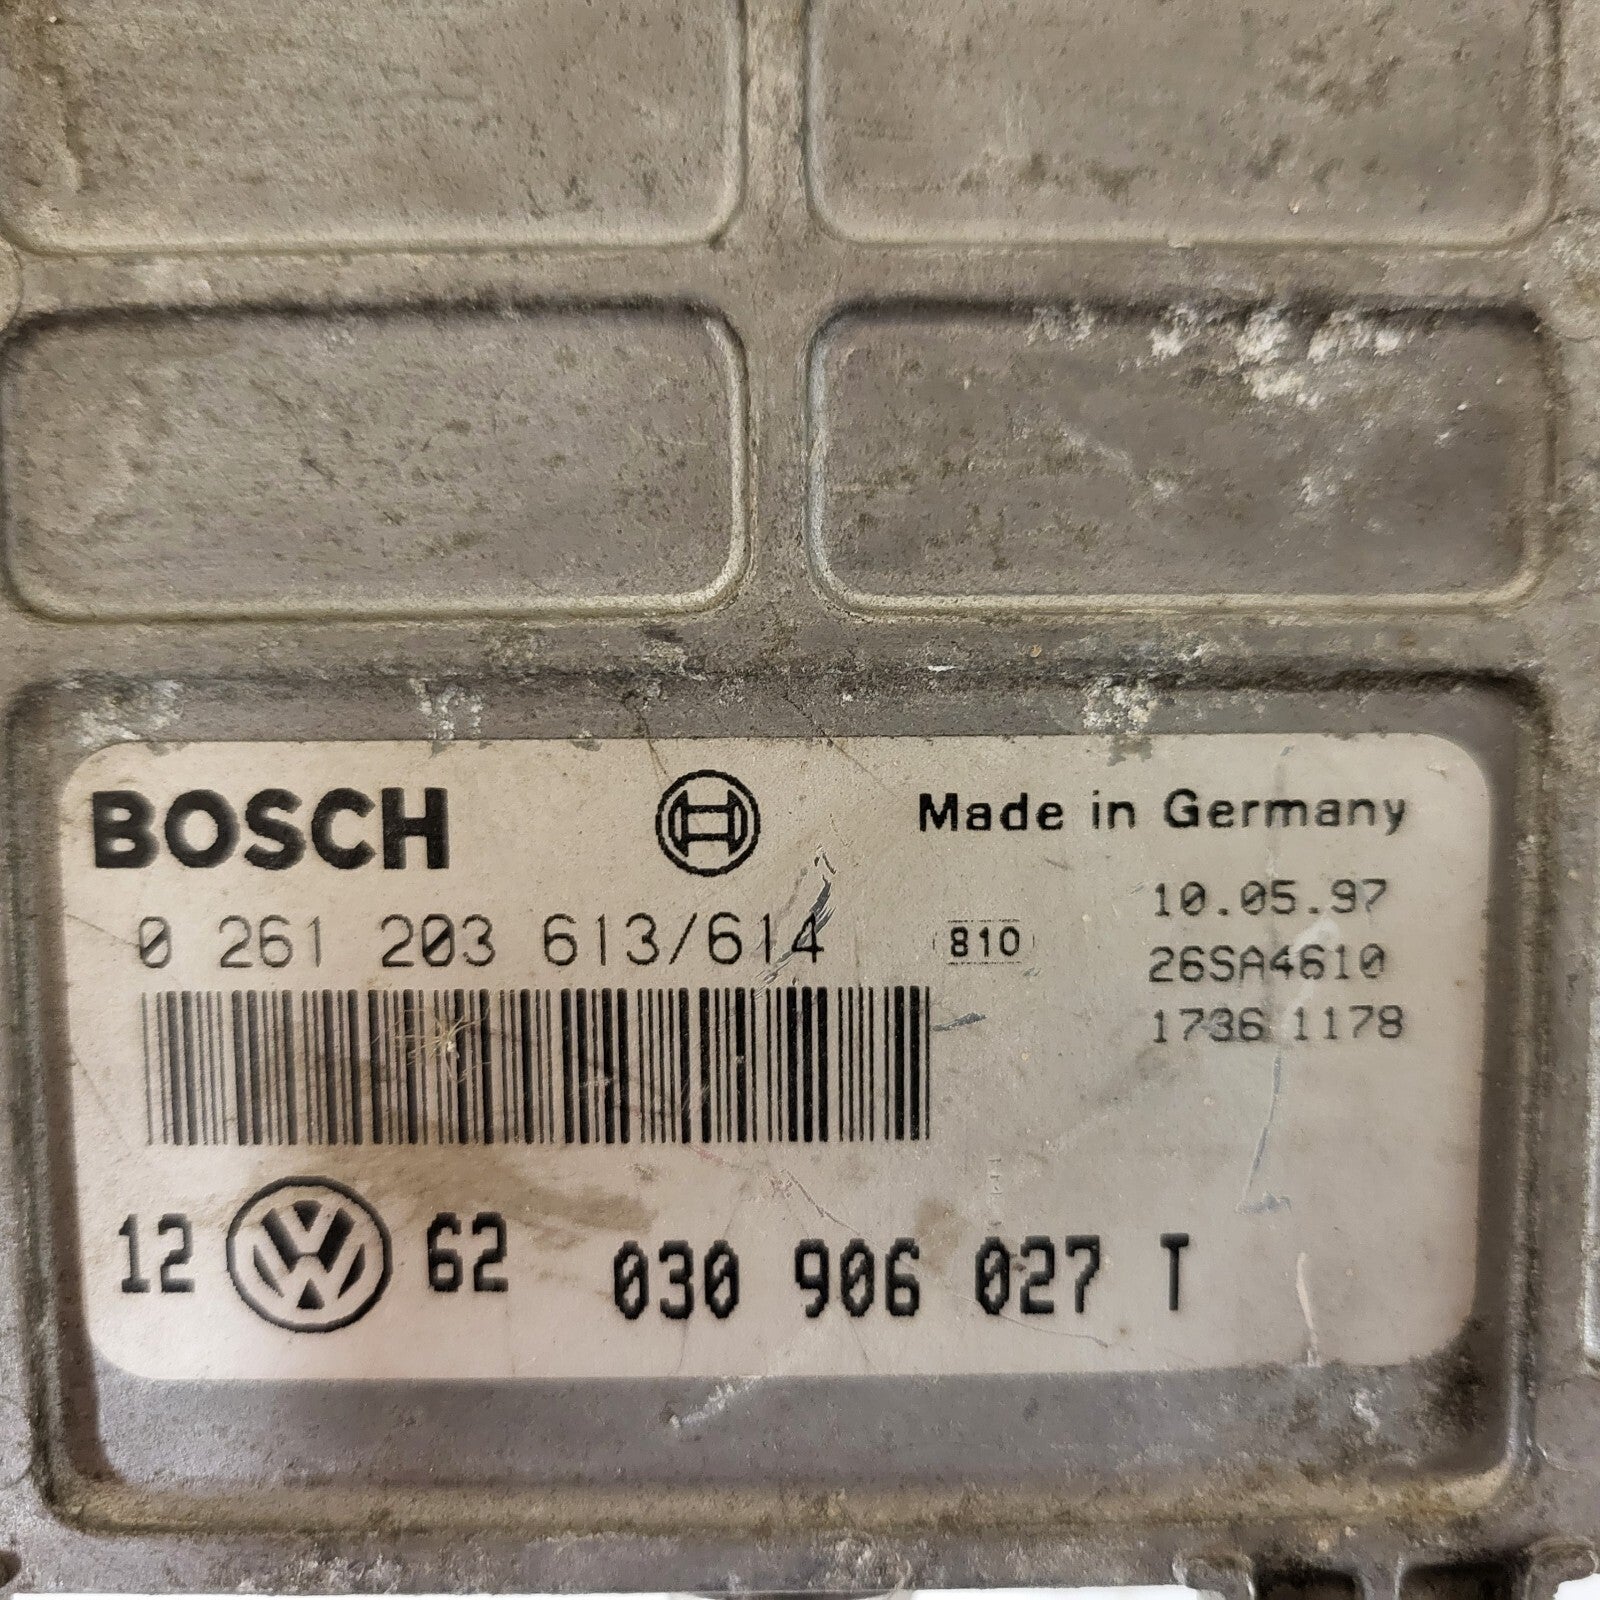 BOSCH
Made in Germany
10.05.97
0 261 203 613/614
810
26SA4610
1736 1178
12 VW 62
030 906 027 T